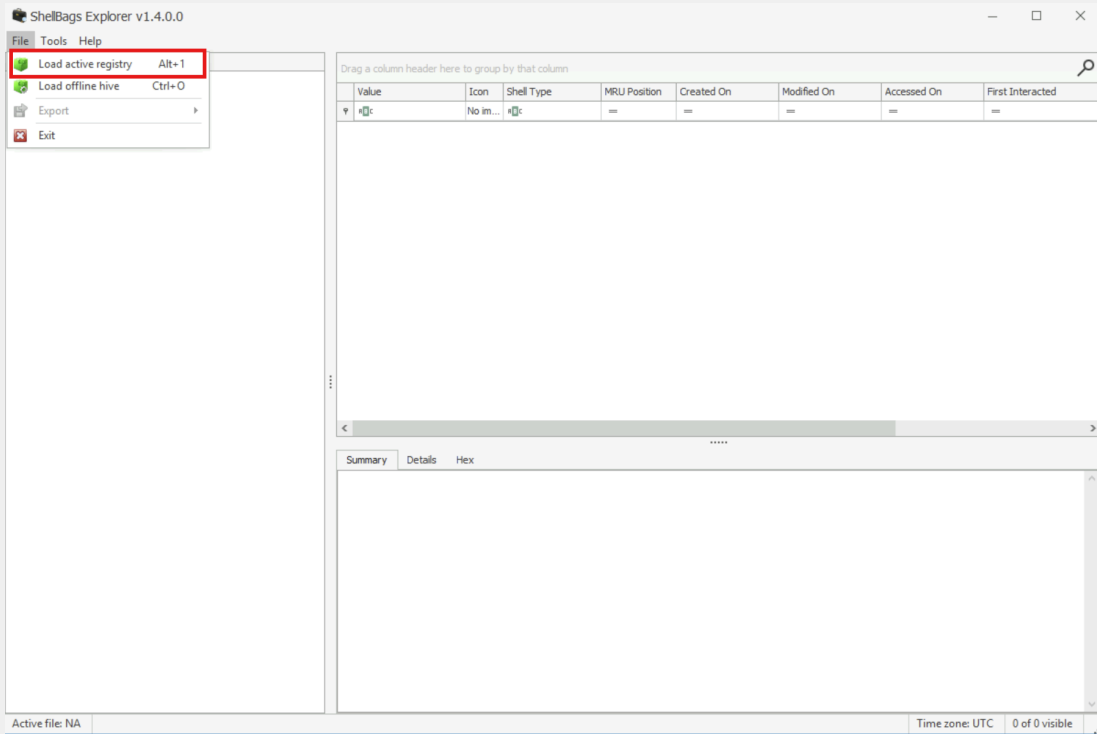 ShellBags Explorer v1.4.0.0
File Tools Help
Load active registry Alt+1
Load offline hive Ctrl+O
Export
Exit
Drag a column header here to group by that column
Value Icon Shell Type MRU Position Created On Modified On Accessed On First Interacted
No im...
Summary Details Hex
Active file: NA
Time zone: UTC 0 of 0 visible